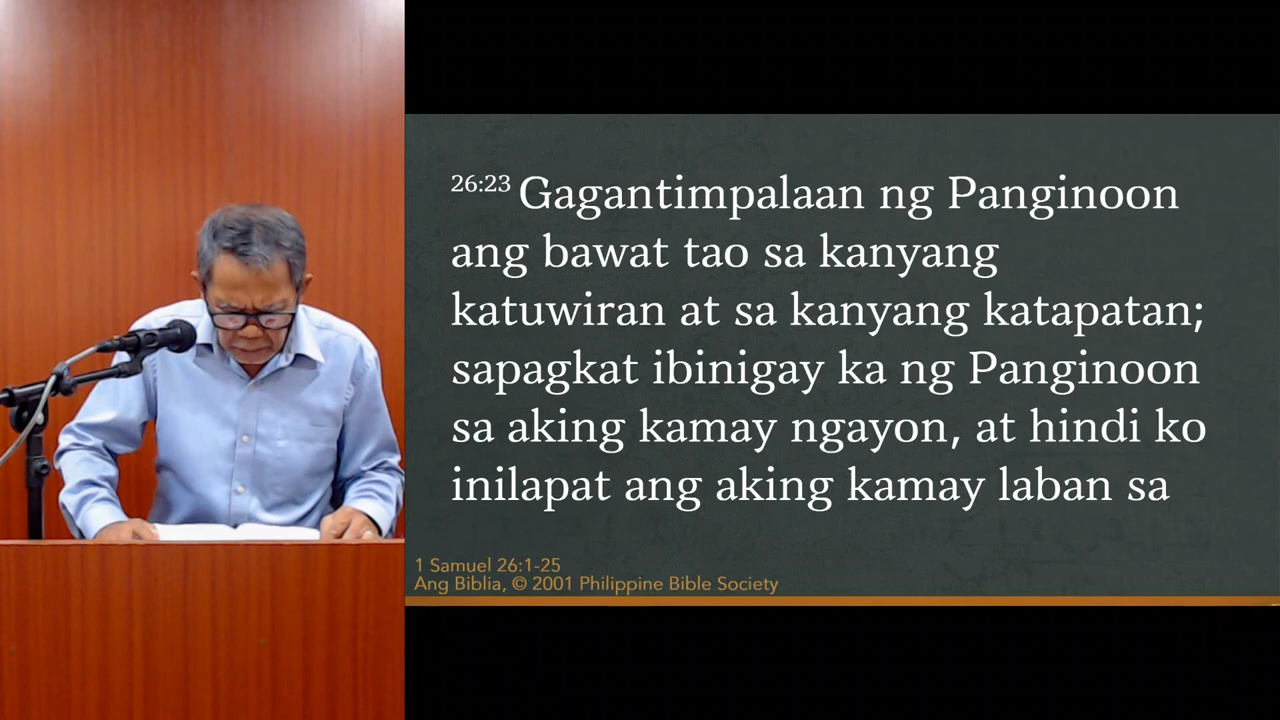 26:23 Gagantimpalaan ng Panginoon
ang bawat tao sa kanyang
katuwiran at sa kanyang katapatan;
sapagkat ibinigay ka ng Panginoon
sa aking kamay ngayon, at hindi ko
inilapat ang aking kamay laban sa
1 Samuel 26:1-25
Ang Biblia, © 2001 Philippine Bible Society